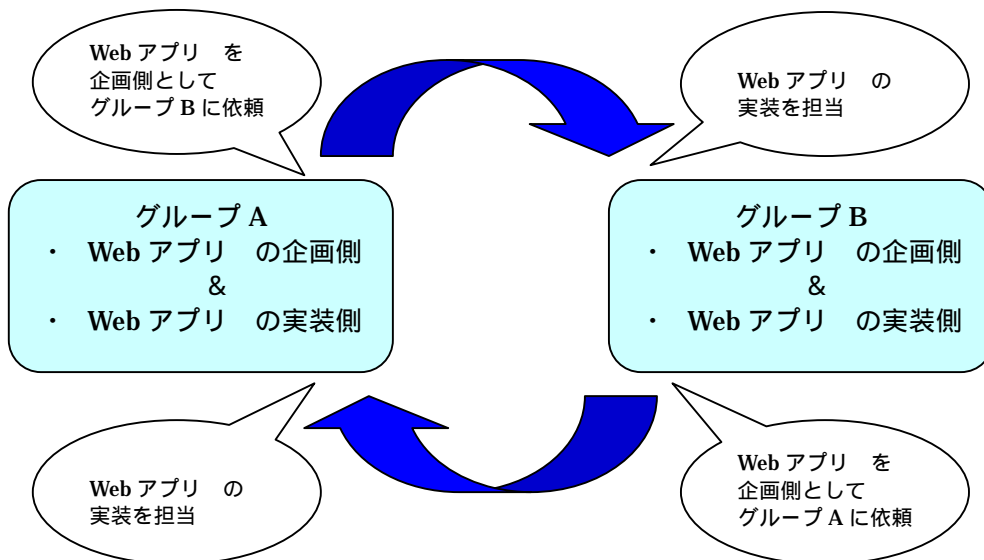 Web アプリ　を
企画側として
グループ B に依頼
Web アプリ　の
実装を担当
グループ A
・　Web アプリ　の企画側
&
・　Web アプリ　の実装側
グループ B
・　Web アプリ　の企画側
&
・　Web アプリ　の実装側
Web アプリ　の
実装を担当
Web アプリ　を
企画側として
グループ A に依頼